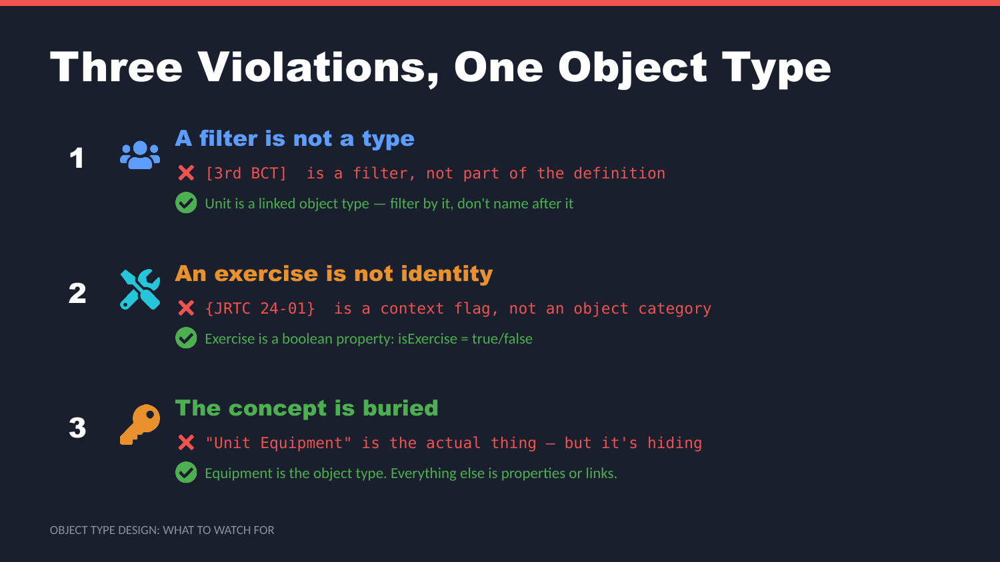 Three Violations, One Object Type
1
A filter is not a type
[3rd BCT]  is a filter, not part of the definition
Unit is a linked object type — filter by it, don't name after it
2
An exercise is not identity
{JRTC 24-01}  is a context flag, not an object category
Exercise is a boolean property: isExercise = true/false
3
The concept is buried
"Unit Equipment" is the actual thing — but it's hiding
Equipment is the object type. Everything else is properties or links.
OBJECT TYPE DESIGN: WHAT TO WATCH FOR